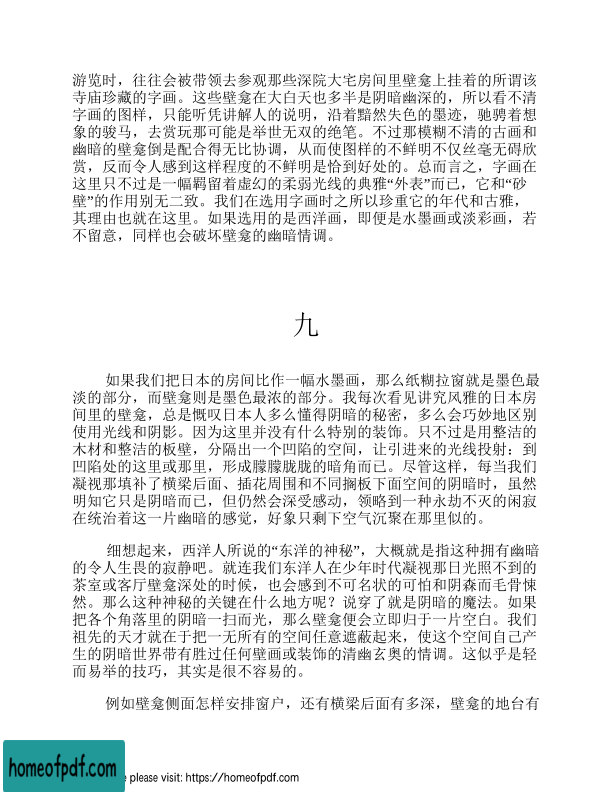 游览时，往往会被带领去参观那些深院大宅房间里壁龛上挂着的所谓该
寺庙珍藏的字画。这些壁龛在大白天也多半是阴暗幽深的，所以看不清
字画的图样，只能听凭讲解人的说明，沿着黯然失色的墨迹，驰骋着想
象的骏马，去赏玩那可能是举世无双的绝笔。不过那模糊不清的古画和
幽暗的壁龛倒是配合得无比协调，从而使图样的不鲜明不仅丝毫无碍欣
赏，反而令人感到这样程度的不鲜明是恰到好处的。总而言之，字画在
这里只不过是一幅羁留着虚幻的柔弱光线的典雅“外表”而已，它和“砂
壁”的作用别无二致。我们在选用字画时之所以珍重它的年代和古雅，
其理由也就在这里。如果选用的是西洋画，即便是水墨画或淡彩画，若
不留意，同样也会破坏壁龛的幽暗情调。
九
如果我们把日本的房间比作一幅水墨画，那么纸糊拉窗就是墨色最
淡的部分，而壁龛则是墨色最浓的部分。我每次看见讲究风雅的日本房
间里的壁龛，总是慨叹日本人多么懂得阴暗的秘密，多么会巧妙地区别
使用光线和阴影。因为这里并没有什么特别的装饰。只不过是用整洁的
木材和整洁的板壁，分隔出一个凹陷的空间，让引进来的光线投射：到
凹陷处的这里或那里，形成朦朦胧胧的暗角而已。尽管这样，每当我们
凝视那填补了横梁后面、插花周围和不同搁板下面空间的阴暗时，虽然
明知它只是阴暗而已，但仍然会深受感动，领略到一种永劫不灭的闲寂
在统治着这一片幽暗的感觉，好象只剩下空气沉聚在那里似的。
细想起来，西洋人所说的“东洋的神秘”，大概就是指这种拥有幽暗
的令人生畏的寂静吧。就连我们东洋人在少年时代凝视那日光照不到的
茶室或客厅壁龛深处的时候，也会感到不可名状的可怕和阴森而毛骨悚
然。那么这种神秘的关键在什么地方呢？说穿了就是阴暗的魔法。如果
把各个角落里的阴暗一扫而光，那么壁龛便会立即归于一片空白。我们
祖先的天才就在于把一无所有的空间任意遮蔽起来，使这个空间自己产
生的阴暗世界带有胜过任何壁画或装饰的清幽玄奥的情调。这似乎是轻
而易举的技巧，其实是很不容易的。
例如壁龛侧面怎样安排窗户，还有横梁后面有多深，壁龛的地台有
homeofpdf.com
e please visit: https://homeofpdf.com